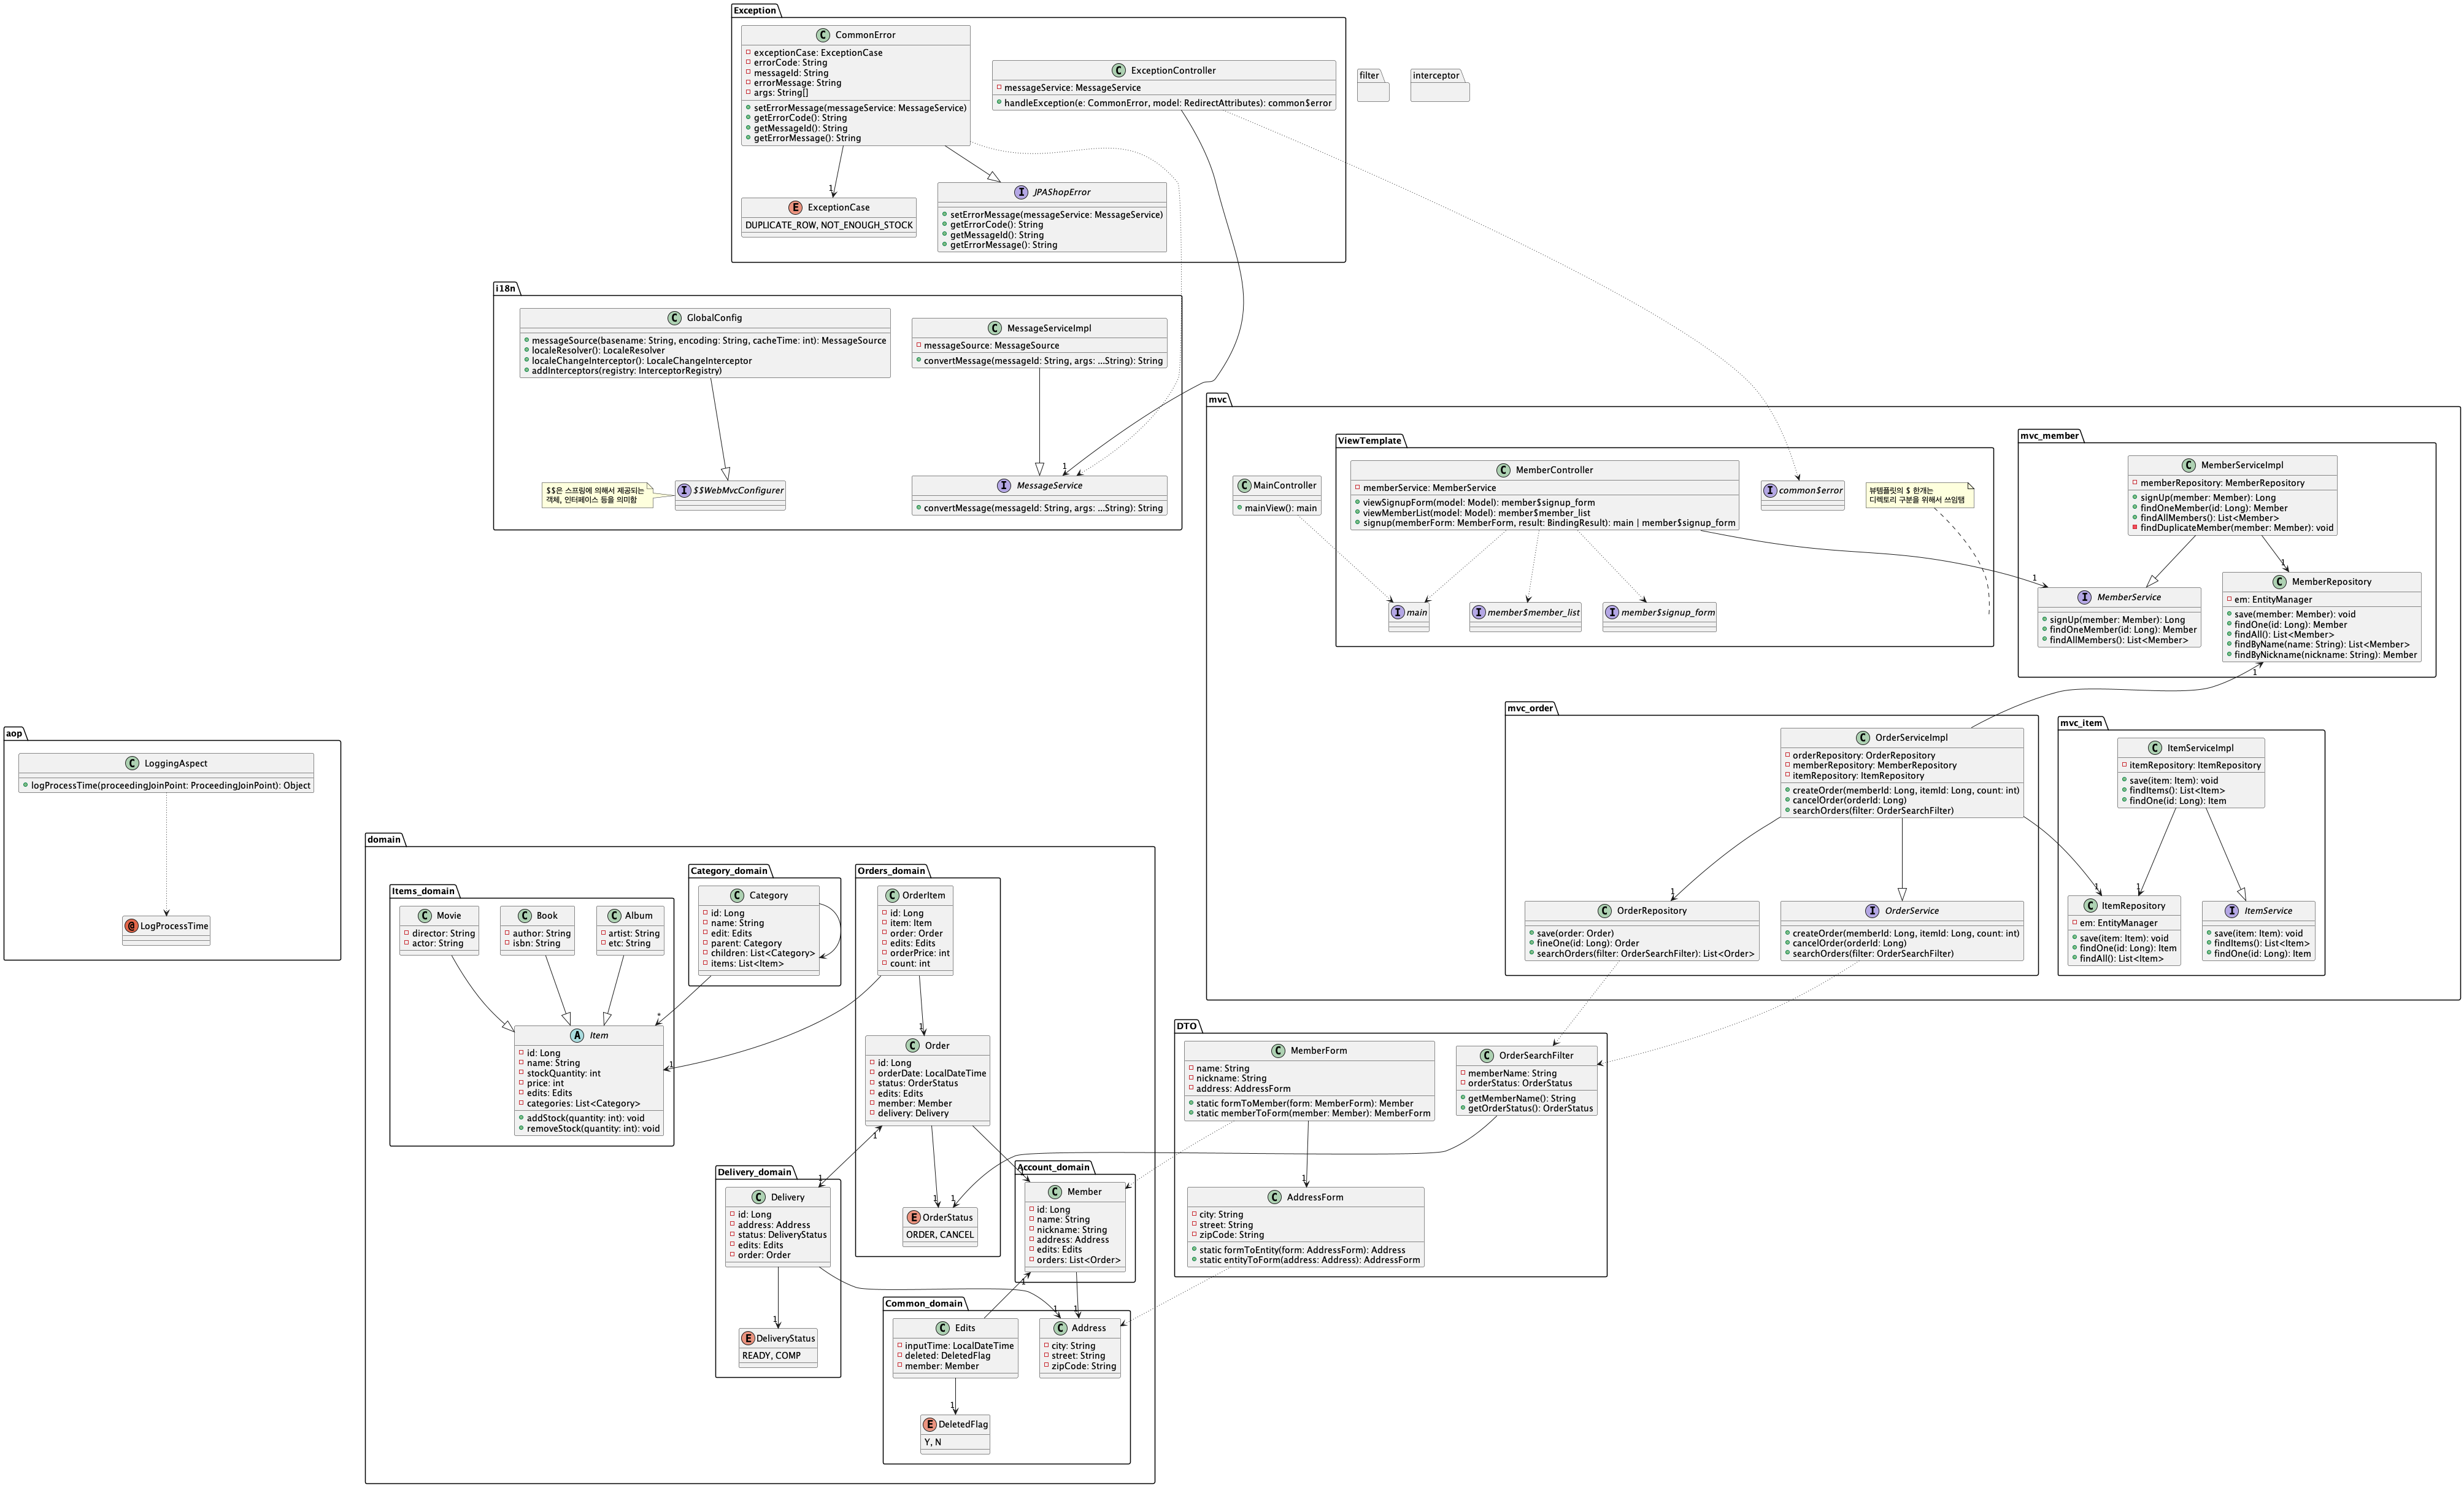 Exception
CommonError
exceptionCase: ExceptionCase
errorCode: String
messageId: String
errorMessage: String
args: String[]
setErrorMessage(messageService: MessageService)
getErrorCode(): String
getMessageId(): String
getErrorMessage(): String
ExceptionController
messageService: MessageService
handleException(e: CommonError, model: RedirectAttributes): common$error
filter
interceptor
1
ExceptionCase
DUPLICATE_ROW, NOT_ENOUGH_STOCK
JPAShopError
setErrorMessage(messageService: MessageService)
getErrorCode(): String
getMessageId(): String
getErrorMessage(): String
i18n
GlobalConfig
messageSource(basename: String, encoding: String, cacheTime: int): MessageSource
localeResolver(): LocaleResolver
localeChangeInterceptor(): LocaleChangeInterceptor
addInterceptors(registry: InterceptorRegistry)
MessageServiceImpl
messageSource: MessageSource
convertMessage(messageId: String, args: ...String): String
$$은 스프링에 의해서 제공되는
객체, 인터페이스 등을 의미함
$$WebMvcConfigurer
1
MessageService
convertMessage(messageId: String, args: ...String): String
mvc
MainController
mainView(): main
ViewTemplate
MemberController
memberService: MemberService
viewSignupForm(model: Model): member$signup_form
viewMemberList(model: Model): member$member_list
signup(memberForm: MemberForm, result: BindingResult): main | member$signup_form
common$error
뷰템플릿의 $ 한개는
디렉토리 구분을 위해서 쓰임탬
main
member$member_list
member$signup_form
mvc_member
MemberServiceImpl
memberRepository: MemberRepository
signUp(member: Member): Long
findOneMember(id: Long): Member
findAllMembers(): List<Member>
findDuplicateMember(member: Member): void
1
1
MemberService
signUp(member: Member): Long
findOneMember(id: Long): Member
findAllMembers(): List<Member>
MemberRepository
em: EntityManager
save(member: Member): void
findOne(id: Long): Member
findAll(): List<Member>
findByName(name: String): List<Member>
findByNickname(nickname: String): Member
1
mvc_order
OrderServiceImpl
orderRepository: OrderRepository
memberRepository: MemberRepository
itemRepository: ItemRepository
createOrder(memberId: Long, itemId: Long, count: int)
cancelOrder(orderId: Long)
searchOrders(filter: OrderSearchFilter)
1
OrderRepository
save(order: Order)
fineOne(id: Long): Order
searchOrders(filter: OrderSearchFilter): List<Order>
OrderService
createOrder(memberId: Long, itemId: Long, count: int)
cancelOrder(orderId: Long)
searchOrders(filter: OrderSearchFilter)
mvc_item
ItemServiceImpl
itemRepository: ItemRepository
save(item: Item): void
findItems(): List<Item>
findOne(id: Long): Item
1
1
ItemRepository
em: EntityManager
save(item: Item): void
findOne(id: Long): Item
findAll(): List<Item>
ItemService
save(item: Item): void
findItems(): List<Item>
findOne(id: Long): Item
aop
LoggingAspect
logProcessTime(proceedingJoinPoint: ProceedingJoinPoint): Object
@ LogProcessTime
domain
Items_domain
Movie
director: String
actor: String
Book
author: String
isbn: String
Album
artist: String
etc: String
*
Item
id: Long
name: String
stockQuantity: int
price: int
edits: Edits
categories: List<Category>
addStock(quantity: int): void
removeStock(quantity: int): void
1
Category_domain
Category
id: Long
name: String
edit: Edits
parent: Category
children: List<Category>
items: List<Item>
Orders_domain
OrderItem
id: Long
item: Item
order: Order
edits: Edits
orderPrice: int
count: int
1
Order
id: Long
orderDate: LocalDateTime
status: OrderStatus
edits: Edits
member: Member
delivery: Delivery
1
1
1
OrderStatus
ORDER, CANCEL
Delivery_domain
1
Delivery
id: Long
address: Address
status: DeliveryStatus
edits: Edits
order: Order
1
DeliveryStatus
READY, COMP
Account_domain
1
Member
id: Long
name: String
nickname: String
address: Address
edits: Edits
orders: List<Order>
1
Common_domain
Edits
inputTime: LocalDateTime
deleted: DeletedFlag
member: Member
1
1
Address
city: String
street: String
zipCode: String
1
DeletedFlag
Y, N
DTO
MemberForm
name: String
nickname: String
address: AddressForm
static formToMember(form: MemberForm): Member
static memberToForm(member: Member): MemberForm
OrderSearchFilter
memberName: String
orderStatus: OrderStatus
getMemberName(): String
getOrderStatus(): OrderStatus
1
AddressForm
city: String
street: String
zipCode: String
static formToEntity(form: AddressForm): Address
static entityToForm(address: Address): AddressForm